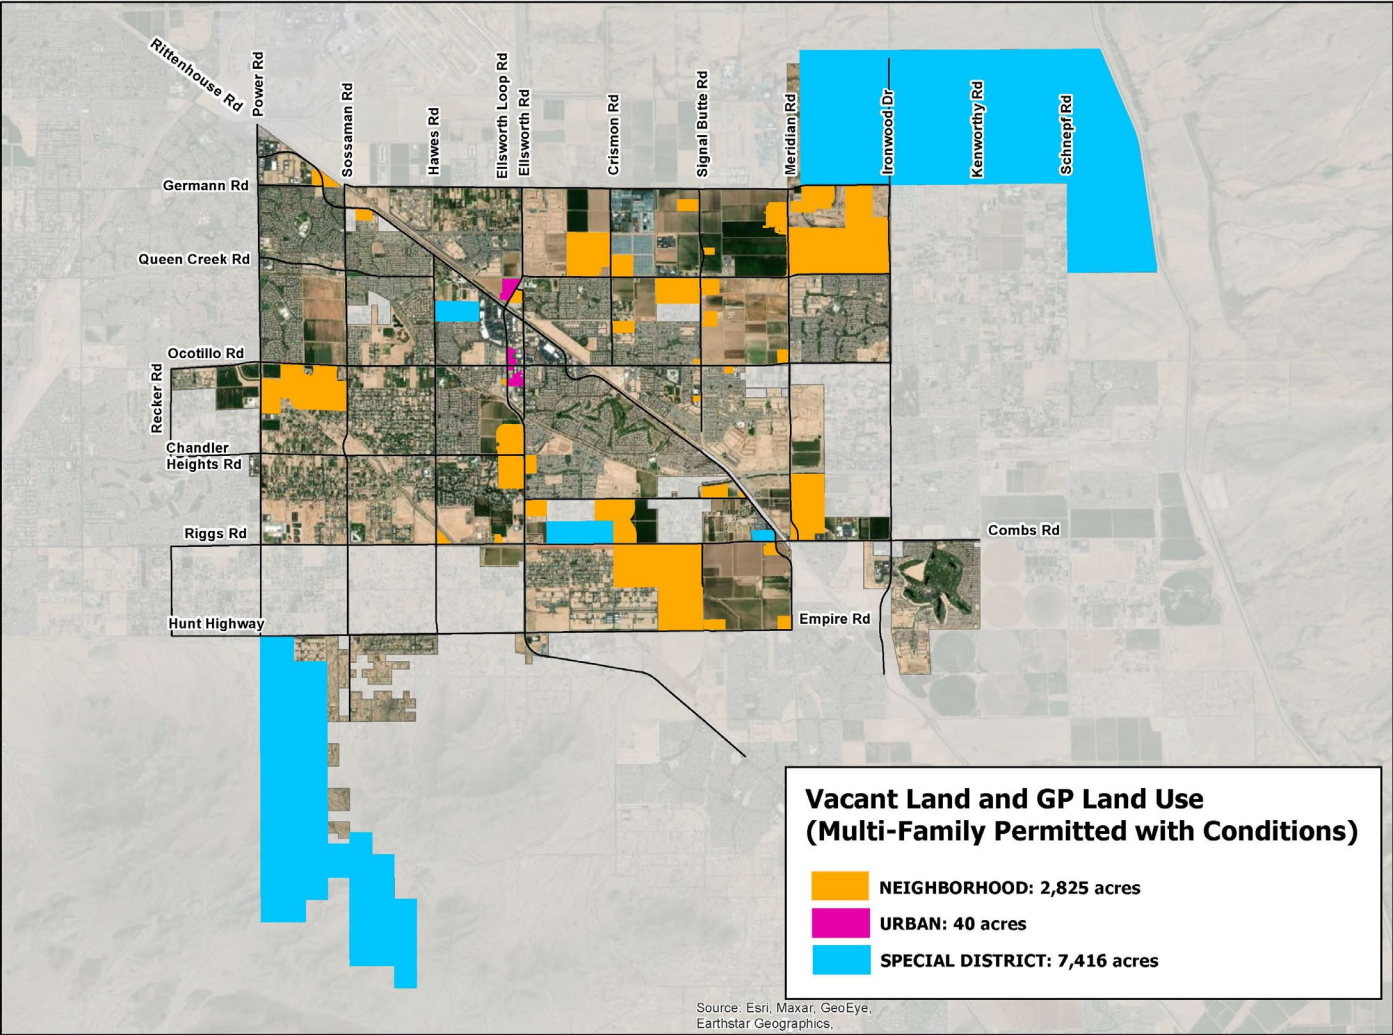 Rittenhouse Rd
Power Rd
Sossaman Rd
Hawes Rd
Ellsworth Loop Rd
Ellsworth Rd
Crismon Rd
Signal Butte Rd
Meridian Rd
Ironwood Dr
Kenworthy Rd
Schnepf Rd
Germann Rd
Queen Creek Rd
Ocotillo Rd
Recker Rd
Chandler
Heights Rd
Riggs Rd
Combs Rd
Hunt Highway
Empire Rd
Vacant Land and GP Land Use
(Multi-Family Permitted with Conditions)
NEIGHBORHOOD: 2,825 acres
URBAN: 40 acres
SPECIAL DISTRICT: 7,416 acres
Source: Esri, Maxar, GeoEye,
Earthstar Geographics,